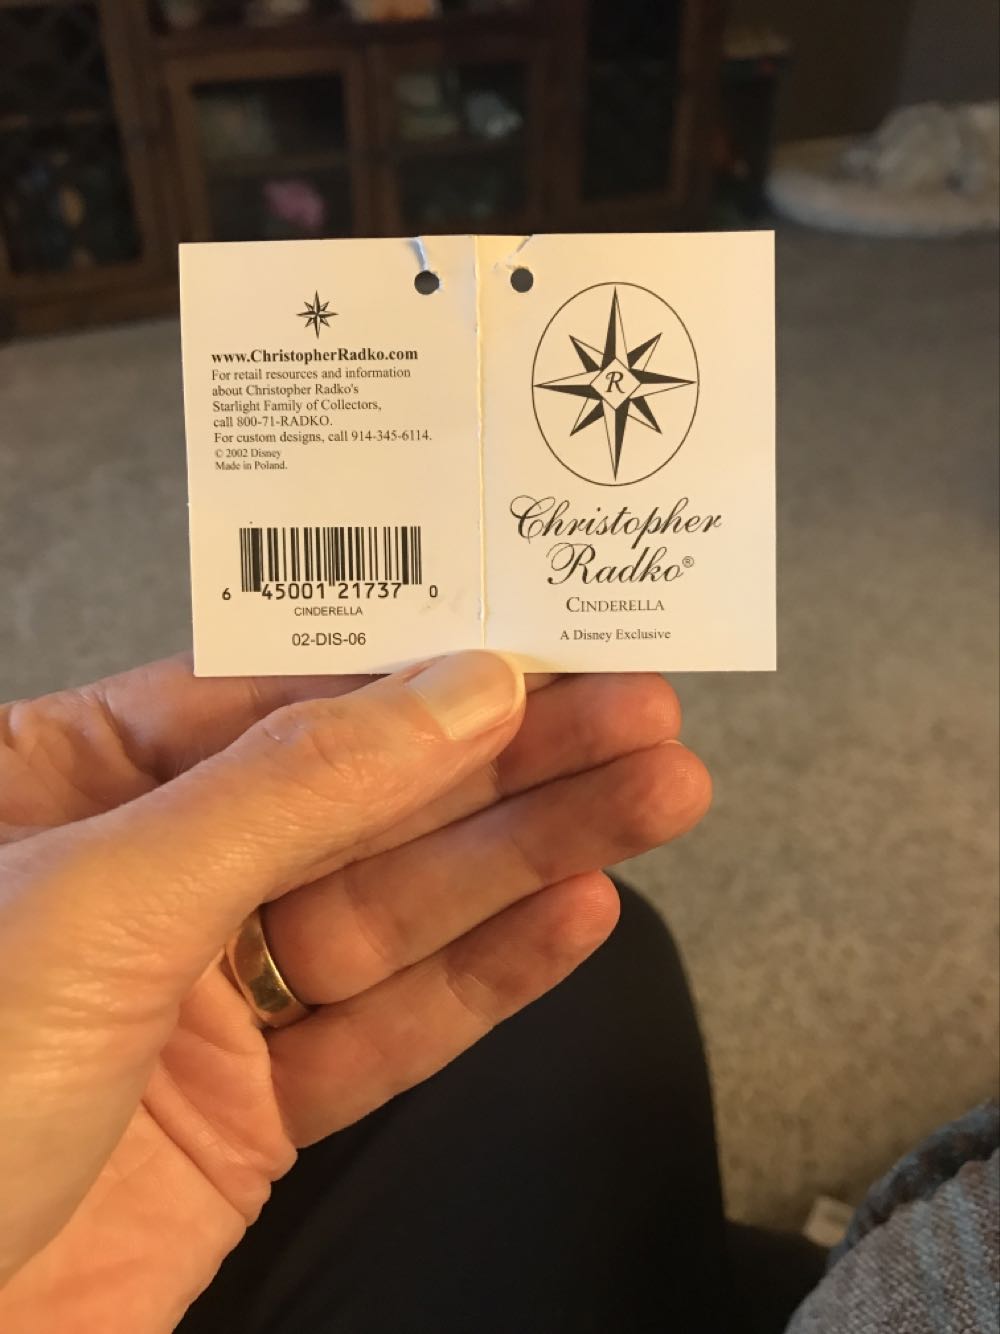 www.ChristopherRadko.com
For retail resources and information
about Christopher Radko's
Starlight Family of Collectors,
call 800-71-RADKO.
For custom designs, call 914-345-6114.
© 2002 Disney
Made in Poland.
6 45001 21737 0
CINDERELLA
02-DIS-06
R
Christopher
Radko®
CINDERELLA
A Disney Exclusive